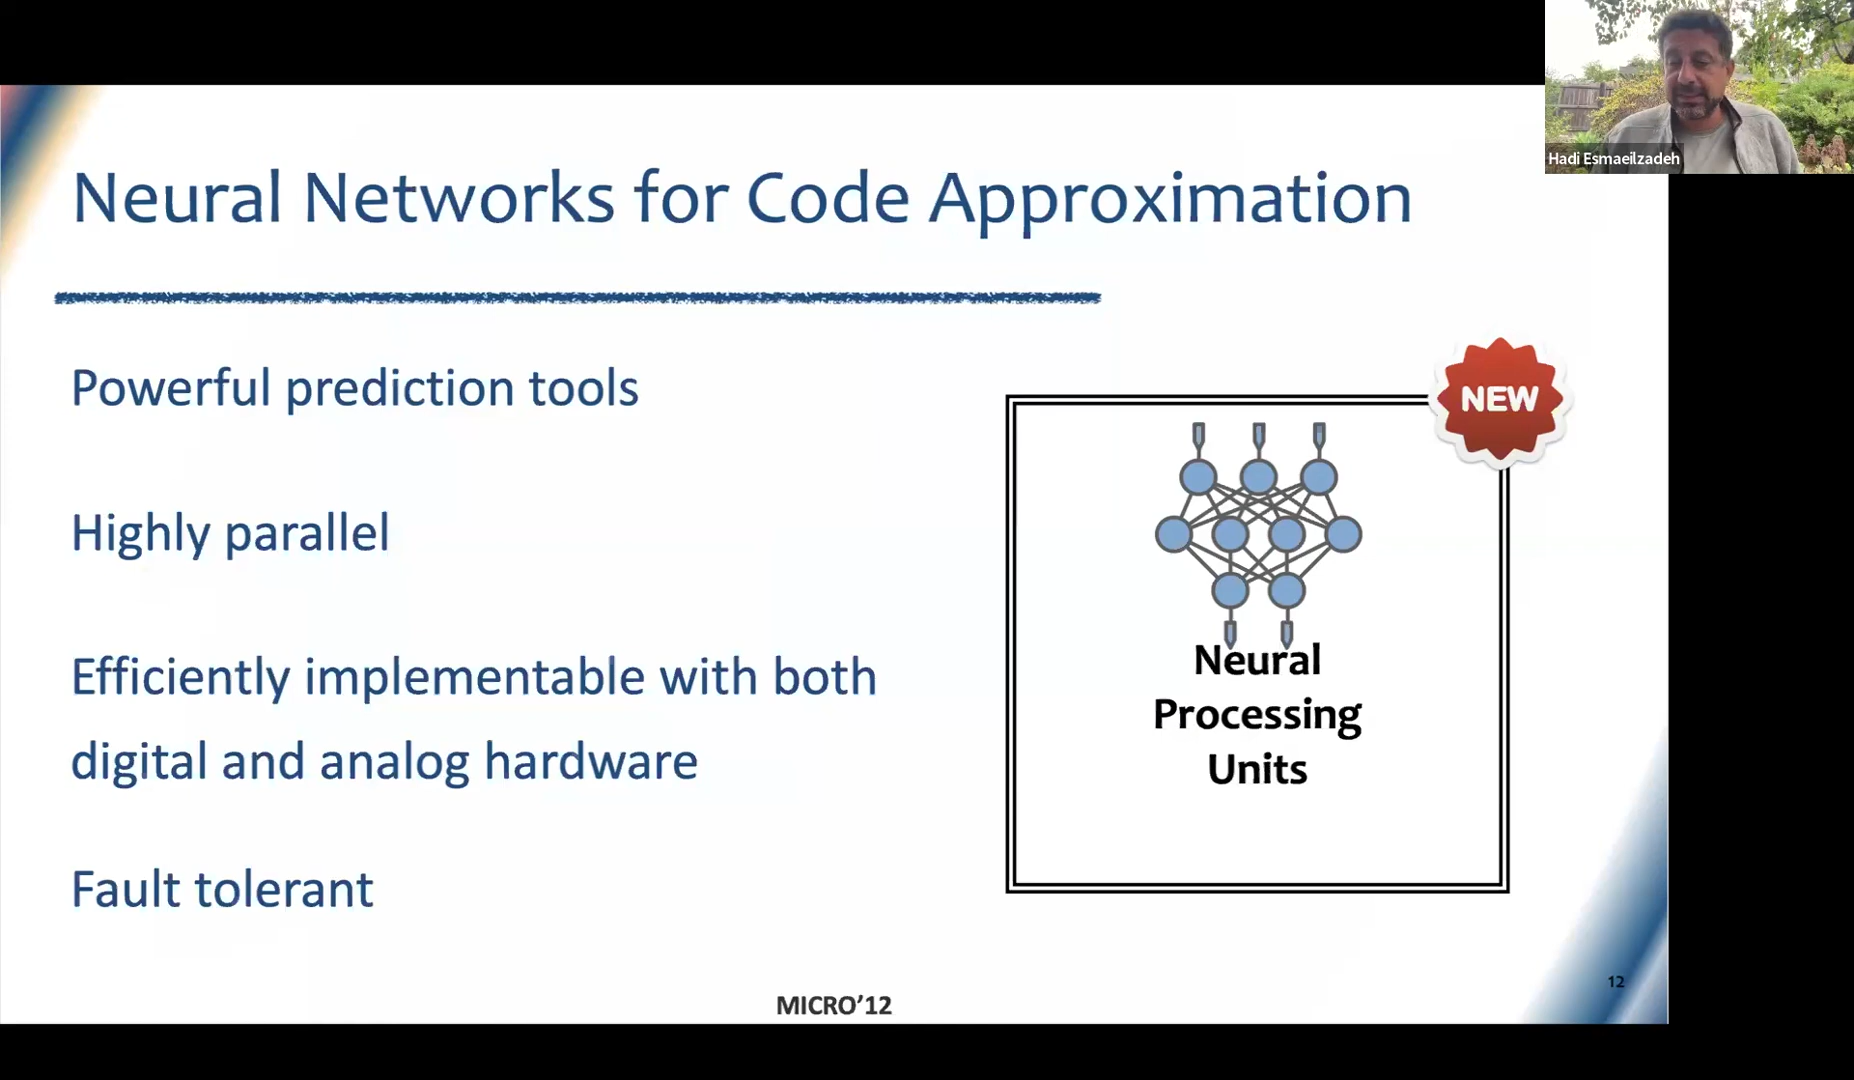 Hadi Esmaeilzadeh
Neural Networks for Code Approximation
Powerful prediction tools
Highly parallel
Efficiently implementable with both
digital and analog hardware
Fault tolerant
NEW
Neural
Processing
Units
12
MICRO’12